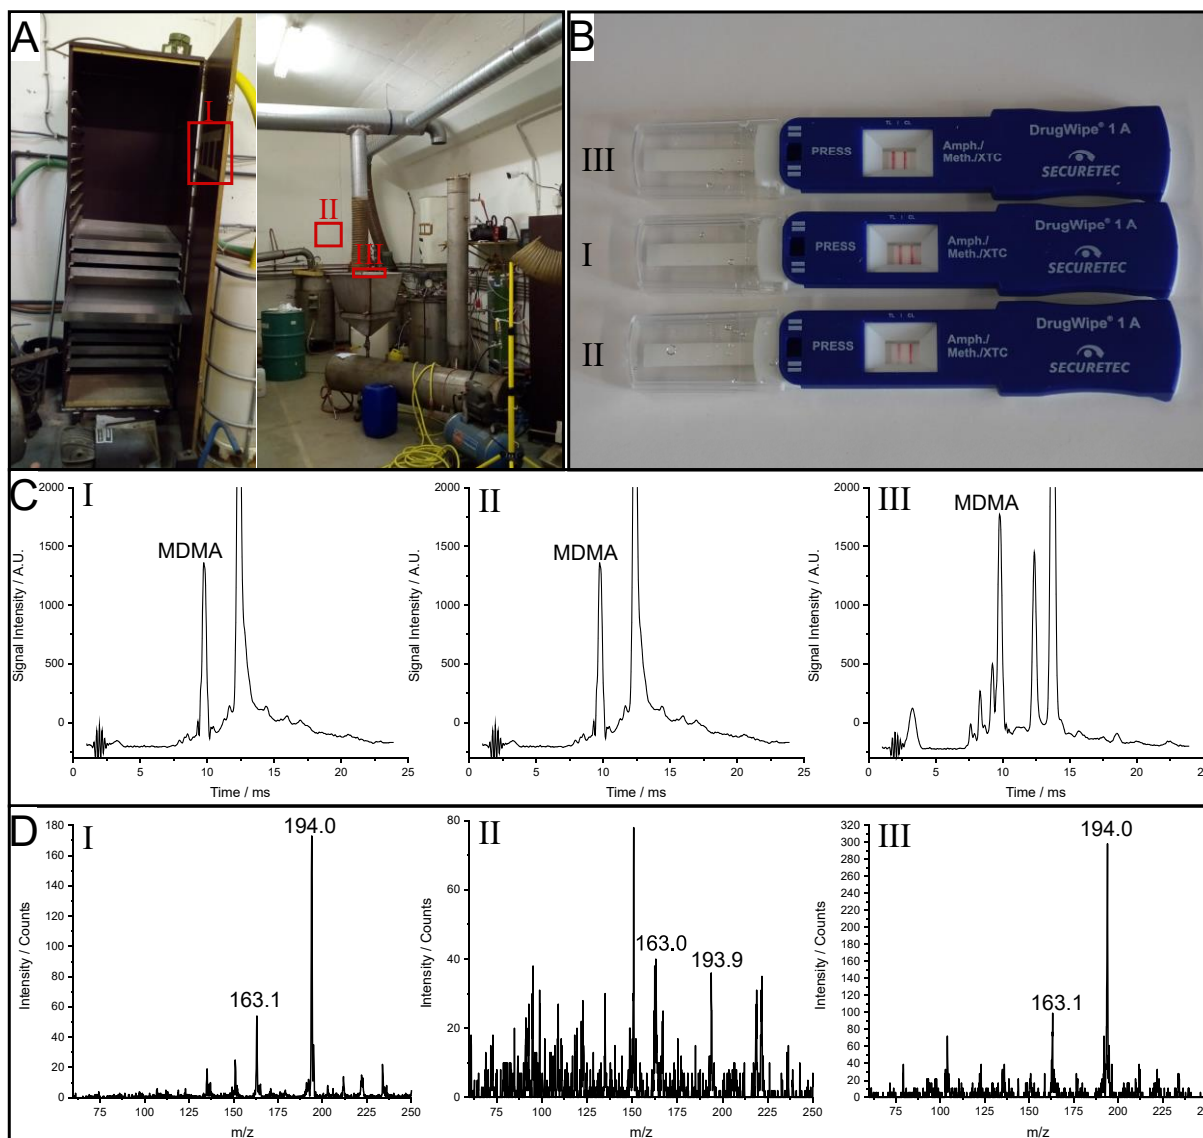 A
I
II
III
B
III
TL | CL
PRESS
Amph./
Meth./XTC
DrugWipe® 1 A
SECURETEC
I
TL | CL
PRESS
Amph./
Meth./XTC
DrugWipe® 1 A
SECURETEC
II
TL | CL
PRESS
Amph./
Meth./XTC
DrugWipe® 1 A
SECURETEC
C
I
MDMA
2000
1500
1000
500
0
Signal Intensity / A.U.
0 5 10 15 20 25
Time / ms
II
MDMA
2000
1500
1000
500
0
Signal Intensity / A.U.
0 5 10 15 20 25
Time / ms
III
MDMA
2000
1500
1000
500
0
Signal Intensity / A.U.
0 5 10 15 20
Time / ms
D
I
194.0
163.1
180
160
140
120
100
80
60
40
20
0
Intensity / Counts
75 100 125 150 175 200 225 250
m/z
II
163.0
193.9
80
60
40
20
0
Intensity / Counts
75 100 125 150 175 200 225 250
m/z
III
194.0
163.1
320
300
280
260
240
220
200
180
160
140
120
100
80
60
40
20
0
Intensity / Counts
75 100 125 150 175 200 225
m/z